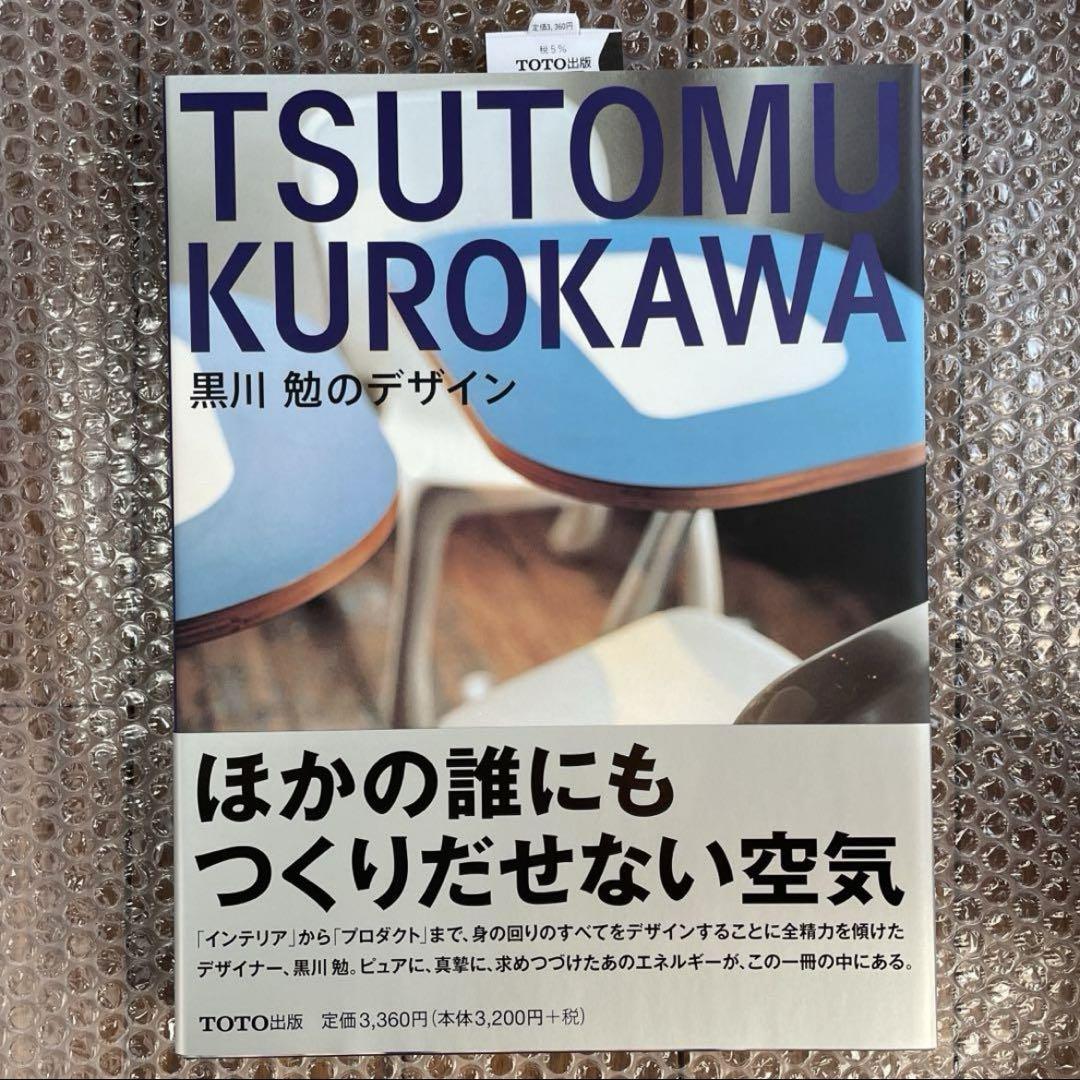 定価3,360円
税5%
TOTO出版
TSUTOMU
KUROKAWA
黒川 勉のデザイン
ほかの誰にも
つくりだせない空気
「インテリア」から「プロダクト」まで、身の回りのすべてをデザインすることに全精力を傾けた
デザイナー、黒川 勉。ピュアに、真摯に、求めつづけたあのエネルギーが、この一冊の中にある。
TOTO出版 定価3,360円(本体3,200円+税)